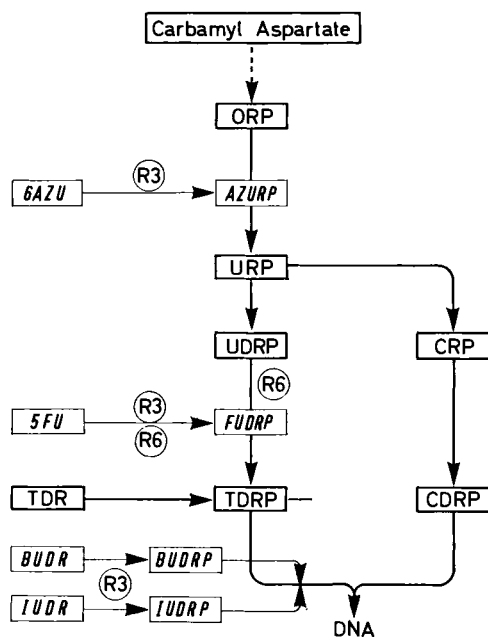 Carbamyl Aspartate
ORP
R3
6AZU AZURP
URP
UDRP CRP
R6
R3
5FU FUDRP
R6
TDR TDRP CDRP
BUDR BUDRP
R3
IUDR IUDRP
DNA